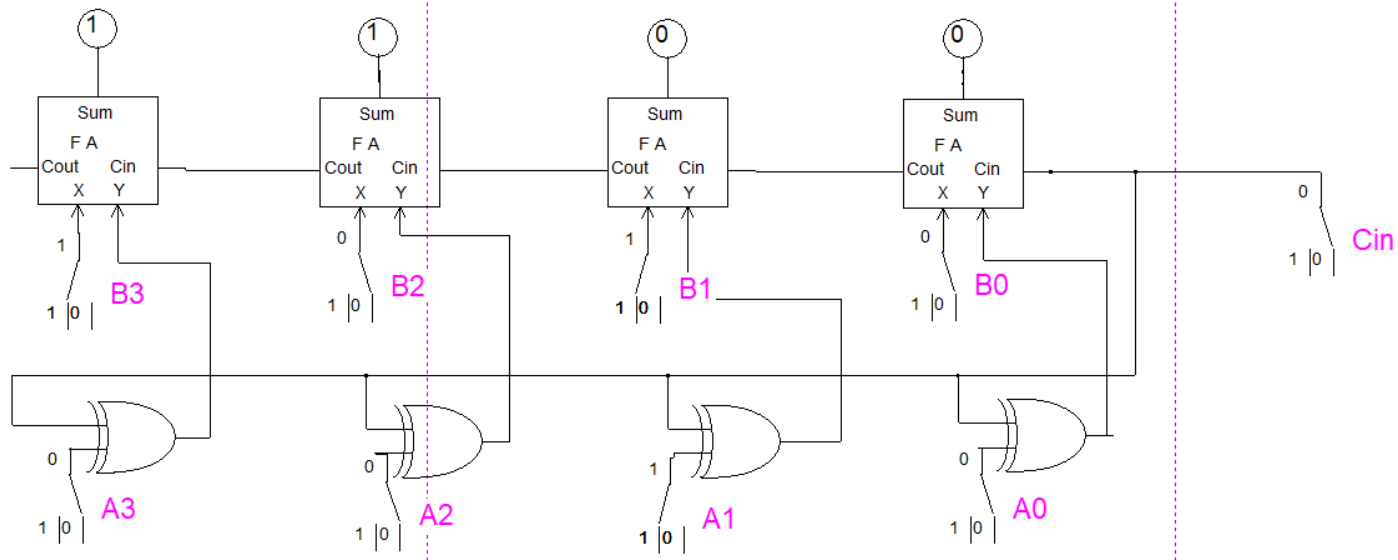 1 1 0 0
Sum Sum Sum Sum
F A F A F A F A
Cout Cin Cout Cin Cout Cin Cout Cin
X Y X Y X Y X Y
0
1 0 1 0
Cin
1 0
B3 B2 B1 B0
1 0 1 0 1 0 1 0
0 0 1 0
A3 A2 A1 A0
1 0 1 0 1 0 1 0